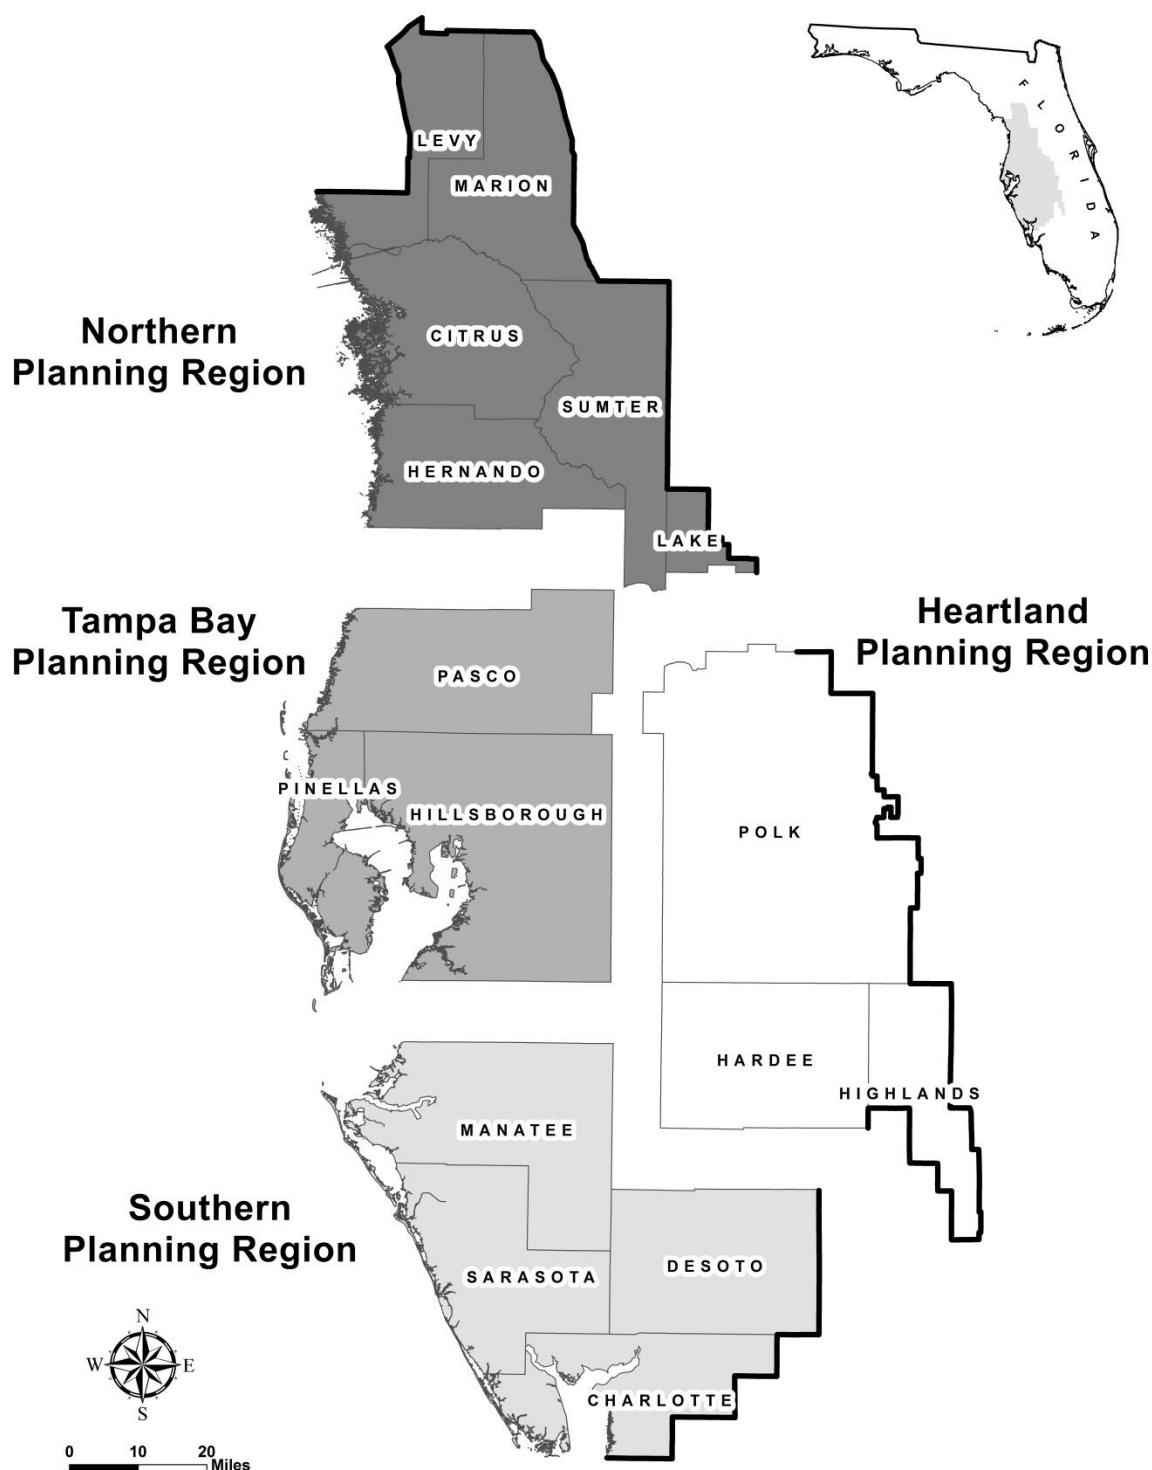 FLORIDA
LEVY
MARION
Northern
Planning Region
CITRUS
SUMTER
HERNANDO
LAKE
Tampa Bay
Planning Region
Heartland
Planning Region
PASCO
PINELLAS
HILLSBOROUGH
POLK
HARDEE
HIGHLANDS
MANATEE
Southern
Planning Region
SARASOTA
DESOTO
CHARLOTTE
N
W E
S
0 10 20
Miles